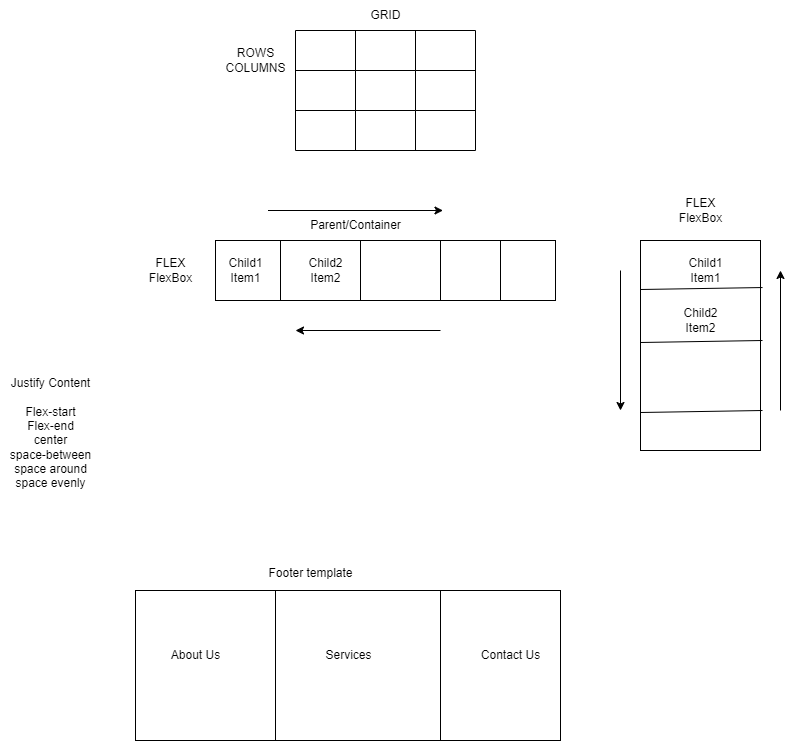 GRID
ROWS
COLUMNS
Parent/Container
FLEX
FlexBox
Child1
Item1
Child2
Item2
FLEX
FlexBox
Child1
Item1
Child2
Item2
Justify Content
Flex-start
Flex-end
center
space-between
space around
space evenly
Footer template
About Us
Services
Contact Us